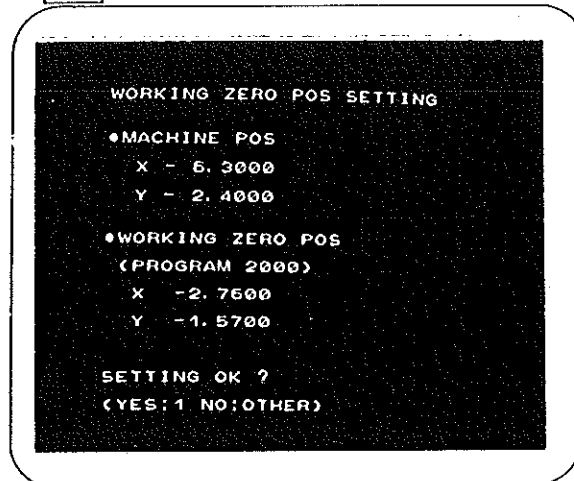 WORKING ZERO POS SETTING
●MACHINE POS
X - 6.3000
Y - 2.4000
●WORKING ZERO POS
(PROGRAM 2000)
X -2.7600
Y -1.5700
SETTING OK ?
(YES:1 NO:OTHER)